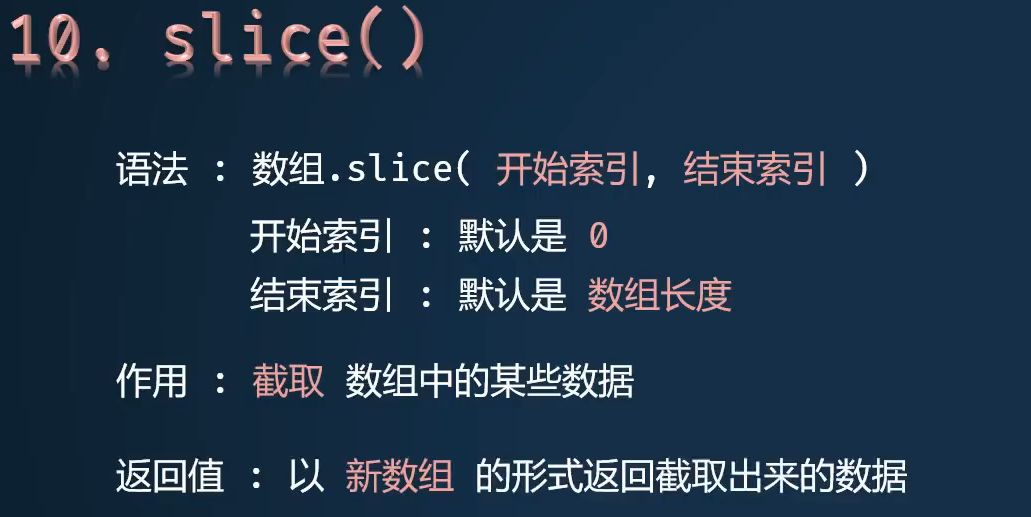 10. slice()
语法 : 数组.slice( 开始索引, 结束索引 )
开始索引 : 默认是 0
结束索引 : 默认是 数组长度
作用 : 截取 数组中的某些数据
返回值 : 以 新数组 的形式返回截取出来的数据